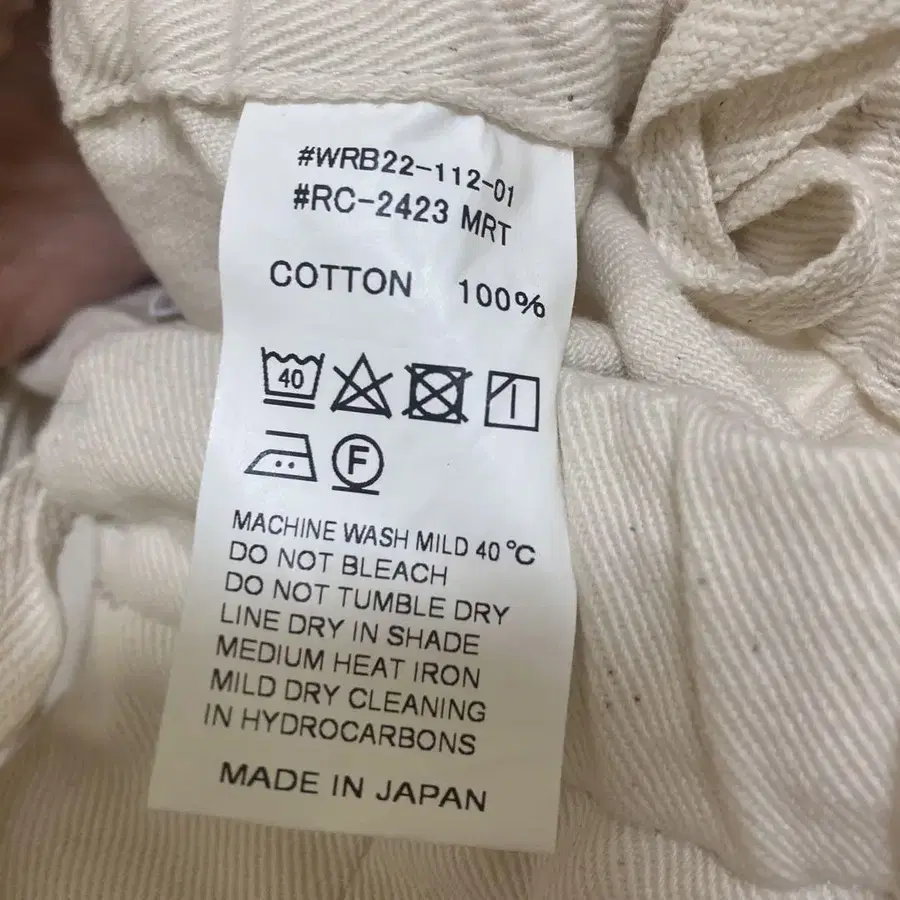 #WRB22-112-01
#RC-2423 MRT
COTTON 100%
40
F
MACHINE WASH MILD 40 ℃
DO NOT BLEACH
DO NOT TUMBLE DRY
LINE DRY IN SHADE
MEDIUM HEAT IRON
MILD DRY CLEANING
IN HYDROCARBONS
MADE IN JAPAN